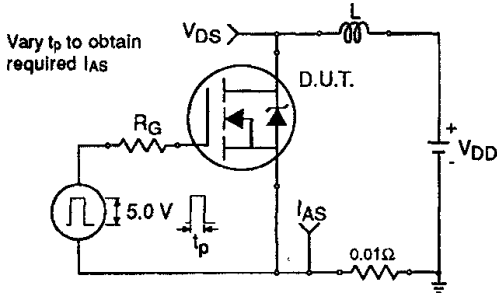 Vary tp to obtain
required IAS
VDS
L
D.U.T.
RG
+
VDD
-
5.0 V
tp
IAS
0.01Ω